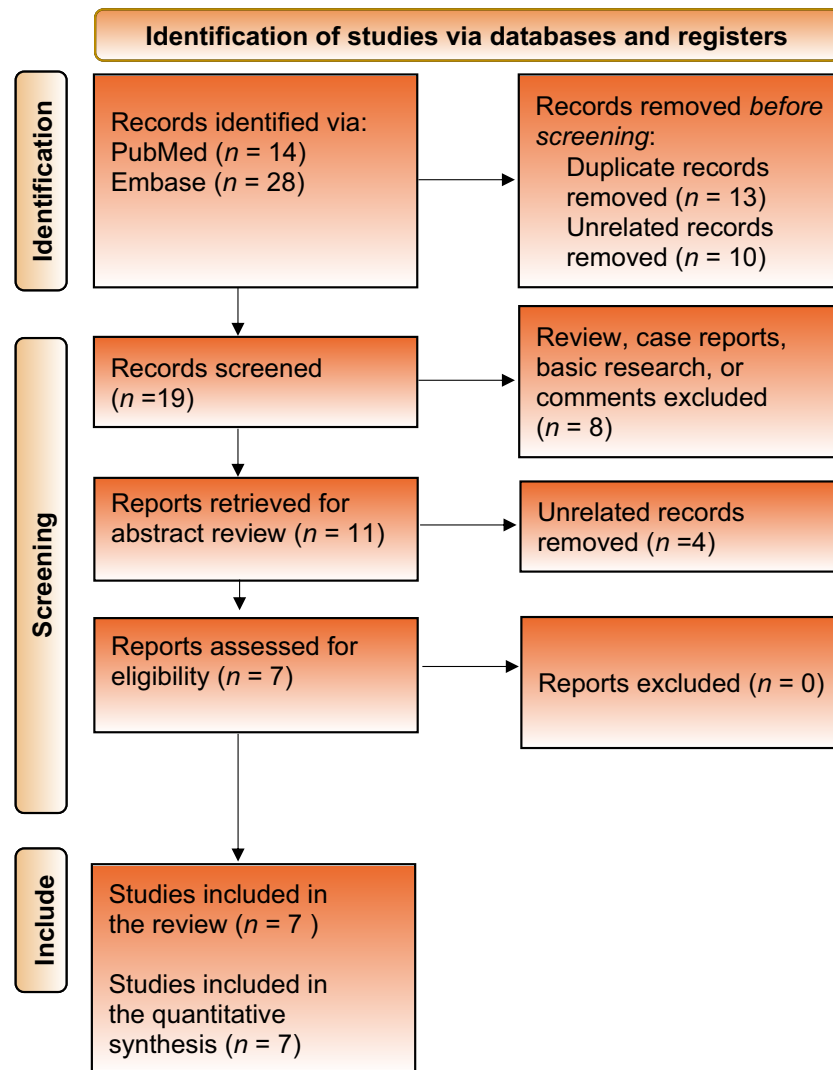 Identification of studies via databases and registers
Identification
Records identified via:
PubMed (n = 14)
Embase (n = 28)
Records removed before
screening:
Duplicate records
removed (n = 13)
Unrelated records
removed (n = 10)
Screening
Records screened
(n =19)
Review, case reports,
basic research, or
comments excluded
(n = 8)
Reports retrieved for
abstract review (n = 11)
Unrelated records
removed (n =4)
Reports assessed for
eligibility (n = 7)
Reports excluded (n = 0)
Include
Studies included in
the review (n = 7 )
Studies included in
the quantitative
synthesis (n = 7)